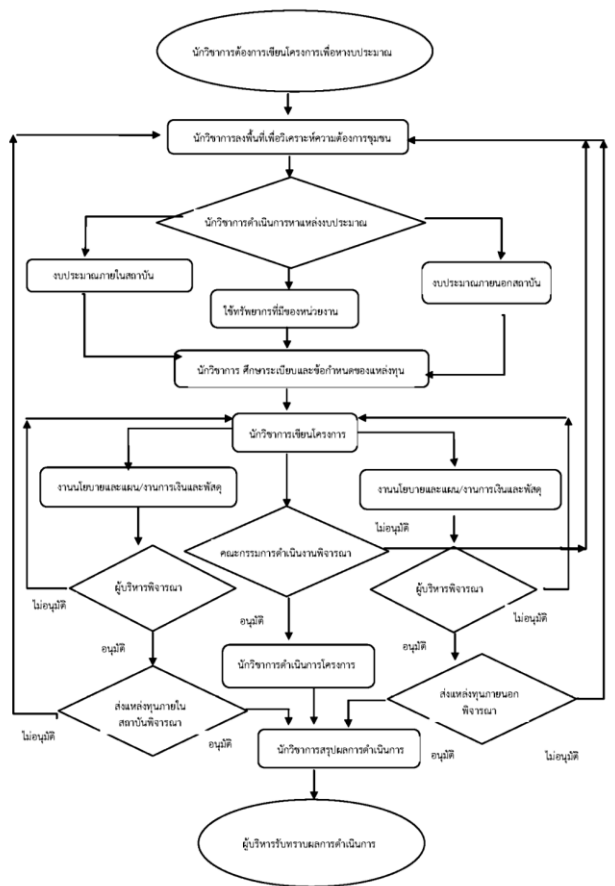 นักวิชาการต้องการเขียนโครงการเพื่อหางบประมาณ
นักวิชาการลงพื้นที่เพื่อวิเคราะห์ความต้องการชุมชน
นักวิชาการดำเนินการหาแหล่งงบประมาณ
งบประมาณภายในสถาบัน
งบประมาณภายนอกสถาบัน
ใช้ทรัพยากรที่มีของหน่วยงาน
นักวิชาการ ศึกษาระเบียบและข้อกำหนดของแหล่งทุน
นักวิชาการเขียนโครงการ
งานนโยบายและแผน/งานการเงินและพัสดุ
งานนโยบายและแผน/งานการเงินและพัสดุ
ไม่อนุมัติ
คณะกรรมการดำเนินงานพิจารณา
ผู้บริหารพิจารณา
ผู้บริหารพิจารณา
ไม่อนุมัติ
ไม่อนุมัติ
อนุมัติ
อนุมัติ
อนุมัติ
นักวิชาการดำเนินการโครงการ
ส่งแหล่งทุนภายใน
สถาบันพิจารณา
ส่งแหล่งทุนภายนอก
พิจารณา
ไม่อนุมัติ
อนุมัติ
นักวิชาการสรุปผลการดำเนินการ
อนุมัติ
ไม่อนุมัติ
ผู้บริหารรับทราบผลการดำเนินการ